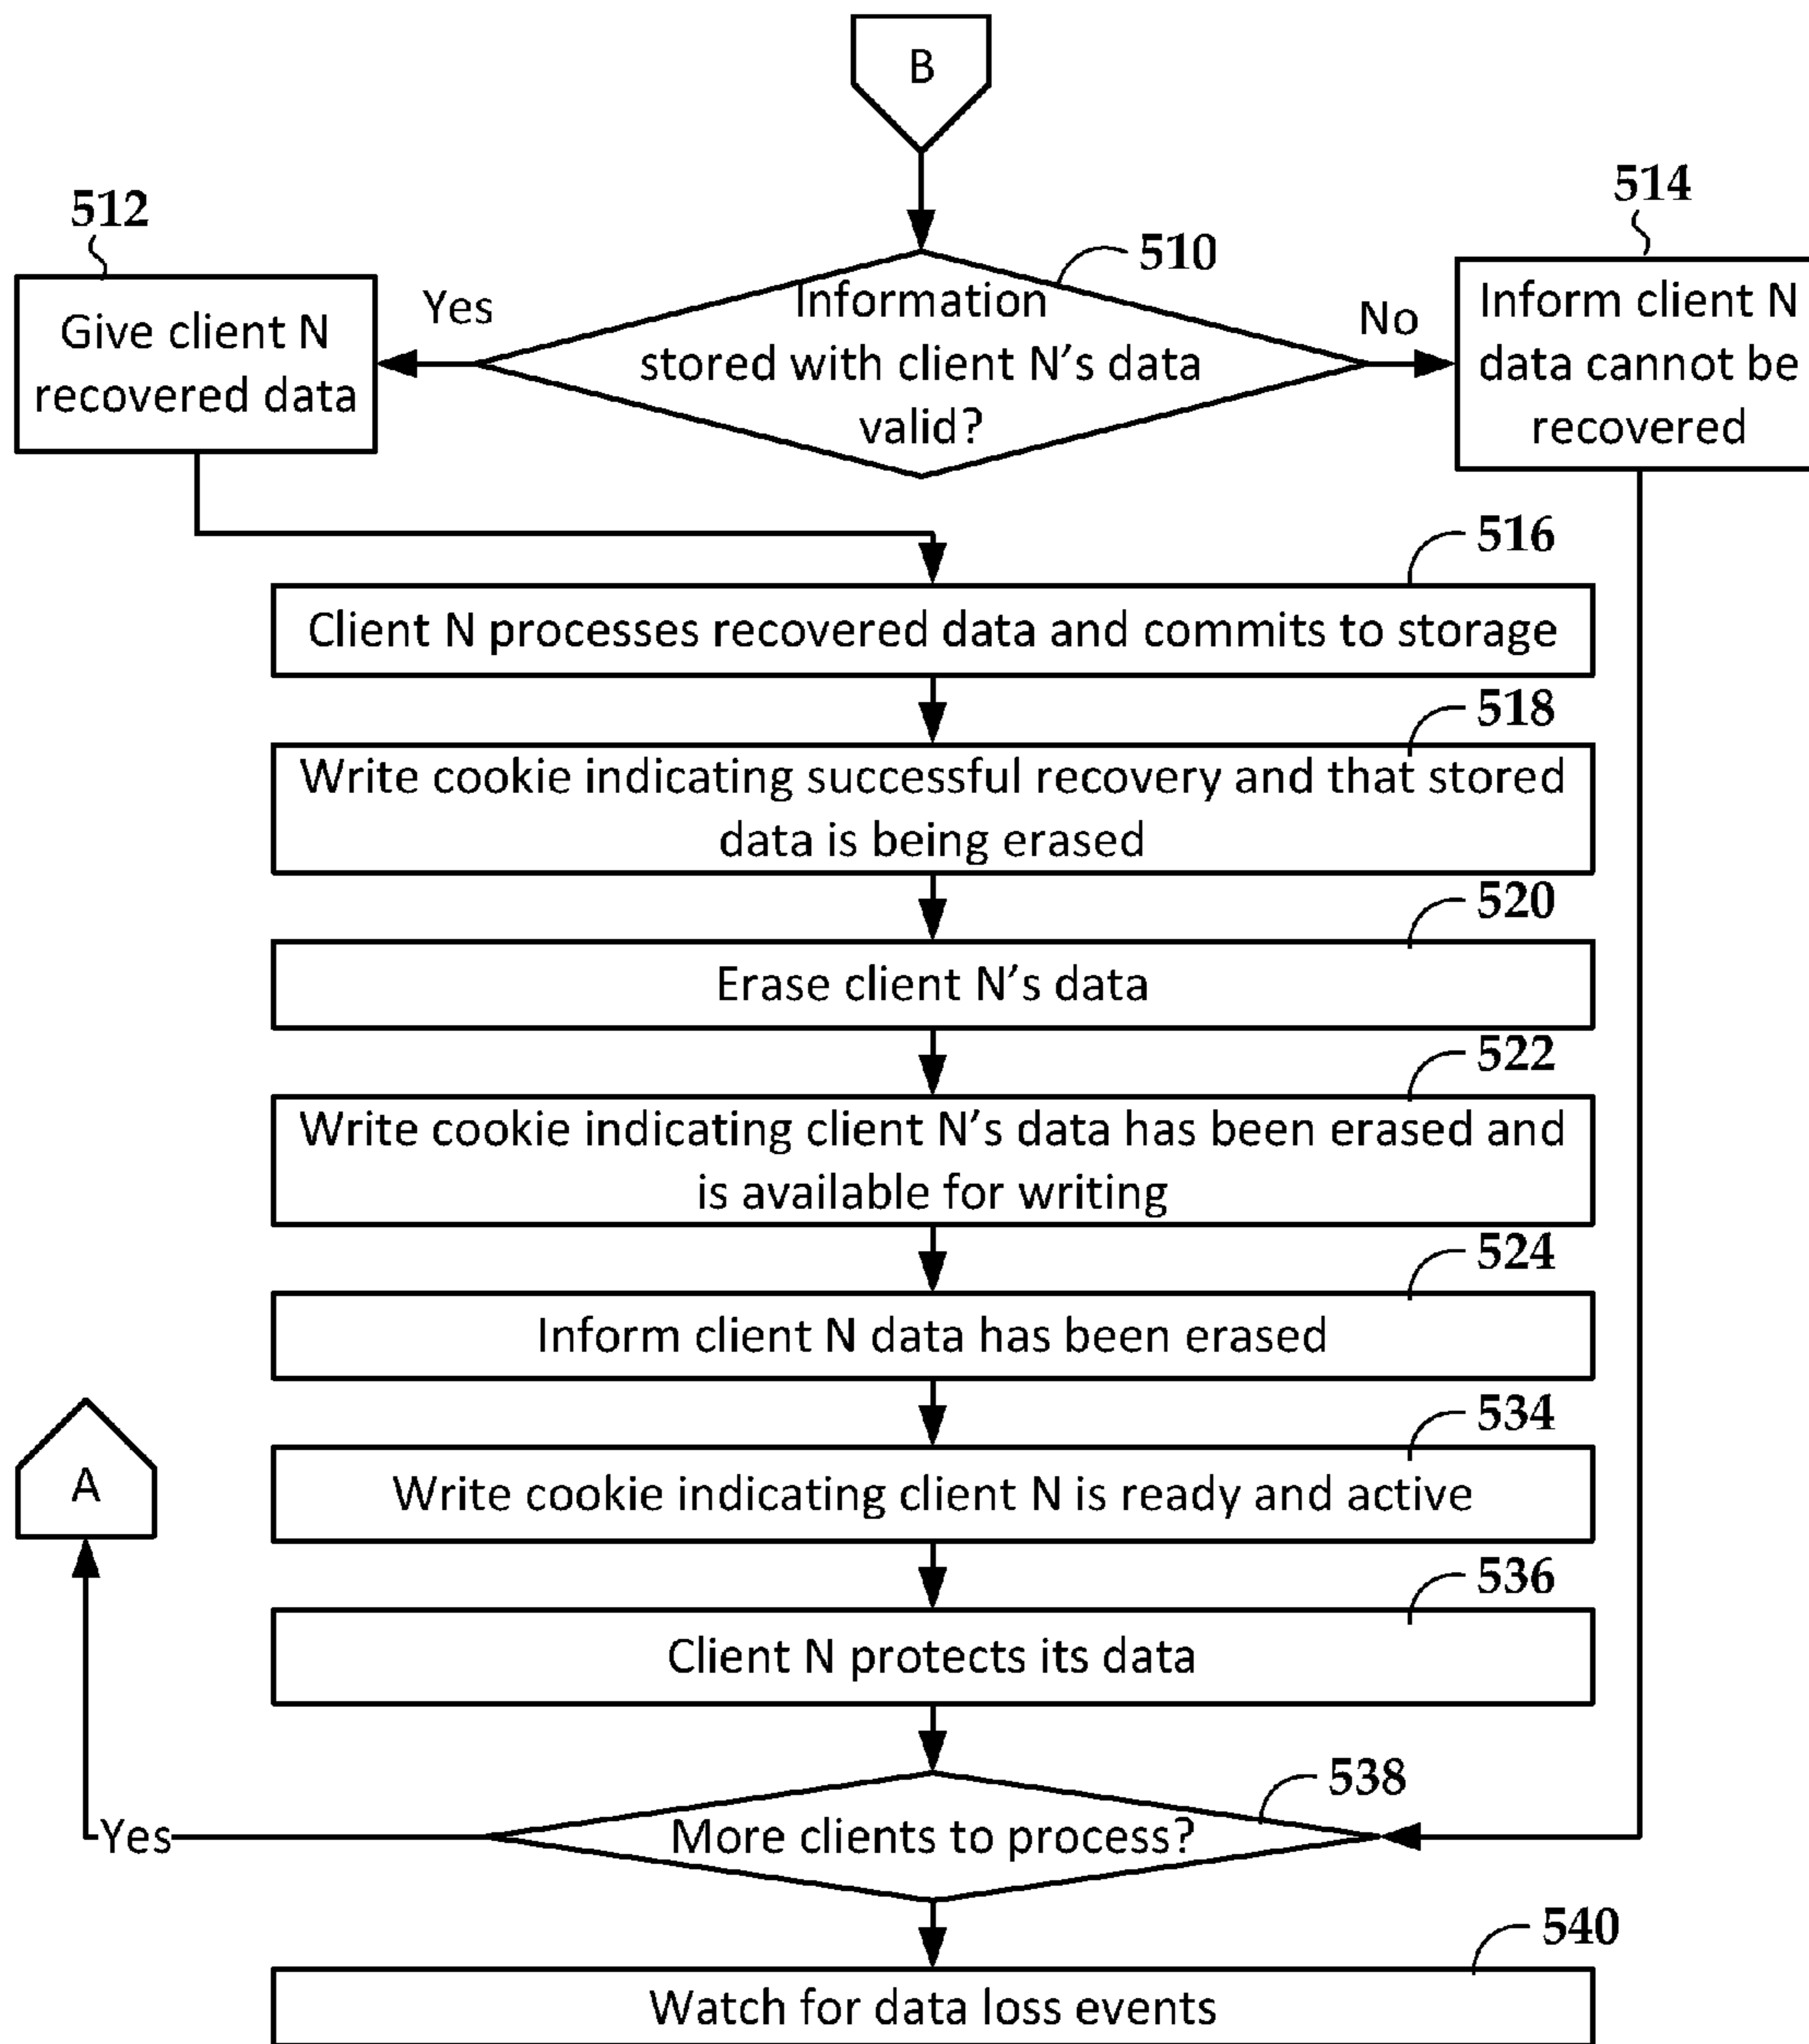 B
512
514
510
Give client N
recovered data
Yes
Information
stored with client N's data
valid?
No
Inform client N
data cannot be
recovered
516
Client N processes recovered data and commits to storage
518
Write cookie indicating successful recovery and that stored
data is being erased
520
Erase client N's data
522
Write cookie indicating client N's data has been erased and
is available for writing
524
Inform client N data has been erased
534
A
Write cookie indicating client N is ready and active
536
Client N protects its data
538
Yes
More clients to process?
540
Watch for data loss events